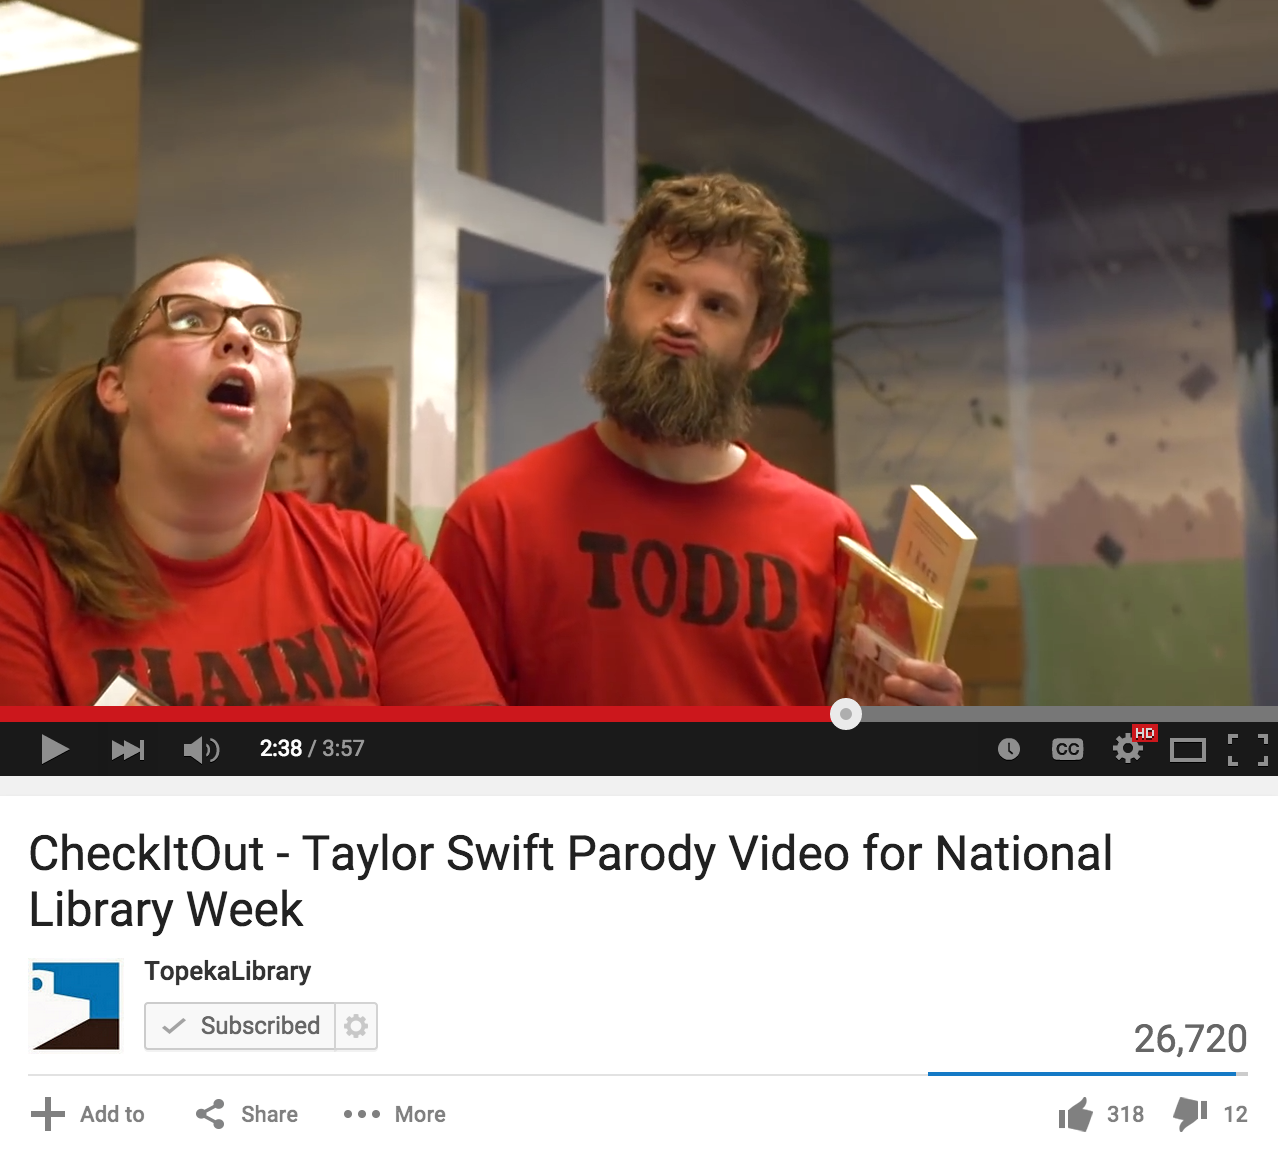 TODD
ELAINE
2:38 / 3:57
CC
HD
CheckItOut - Taylor Swift Parody Video for National
Library Week
TopekaLibrary
Subscribed
26,720
Add to
Share
More
318
12